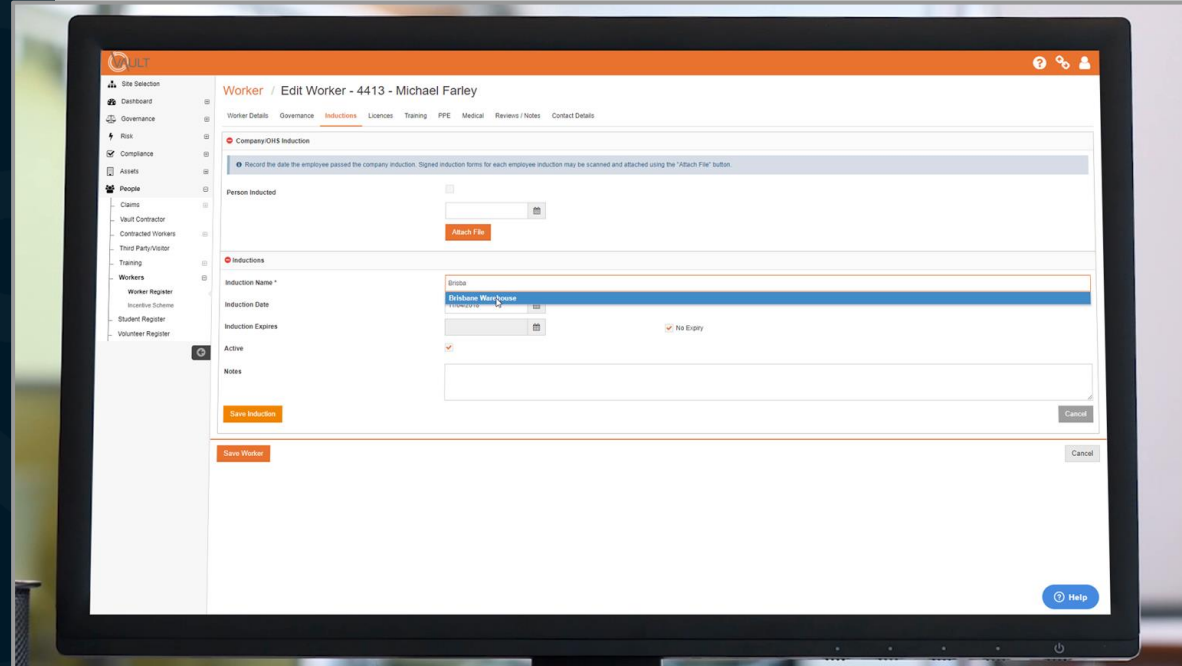 VAULT
Site Selection
Dashboard
Governance
Risk
Compliance
Assets
People
Claims
Vault Contractor
Contracted Workers
Third Party/Visitor
Training
Workers
Worker Register
Incentive Scheme
Student Register
Volunteer Register
Worker / Edit Worker - 4413 - Michael Farley
Worker Details Governance Inductions Licences Training PPE Medical Reviews / Notes Contact Details
Company/OHS Induction
Record the date the employee passed the company induction. Signed induction forms for each employee induction may be scanned and attached using the "Attach File" button.
Person Inducted
Attach File
Inductions
Induction Name * Brisba
Brisbane Warehouse
Induction Date
Induction Expires No Expiry
Active
Notes
Save Induction Cancel
Save Worker Cancel
Help